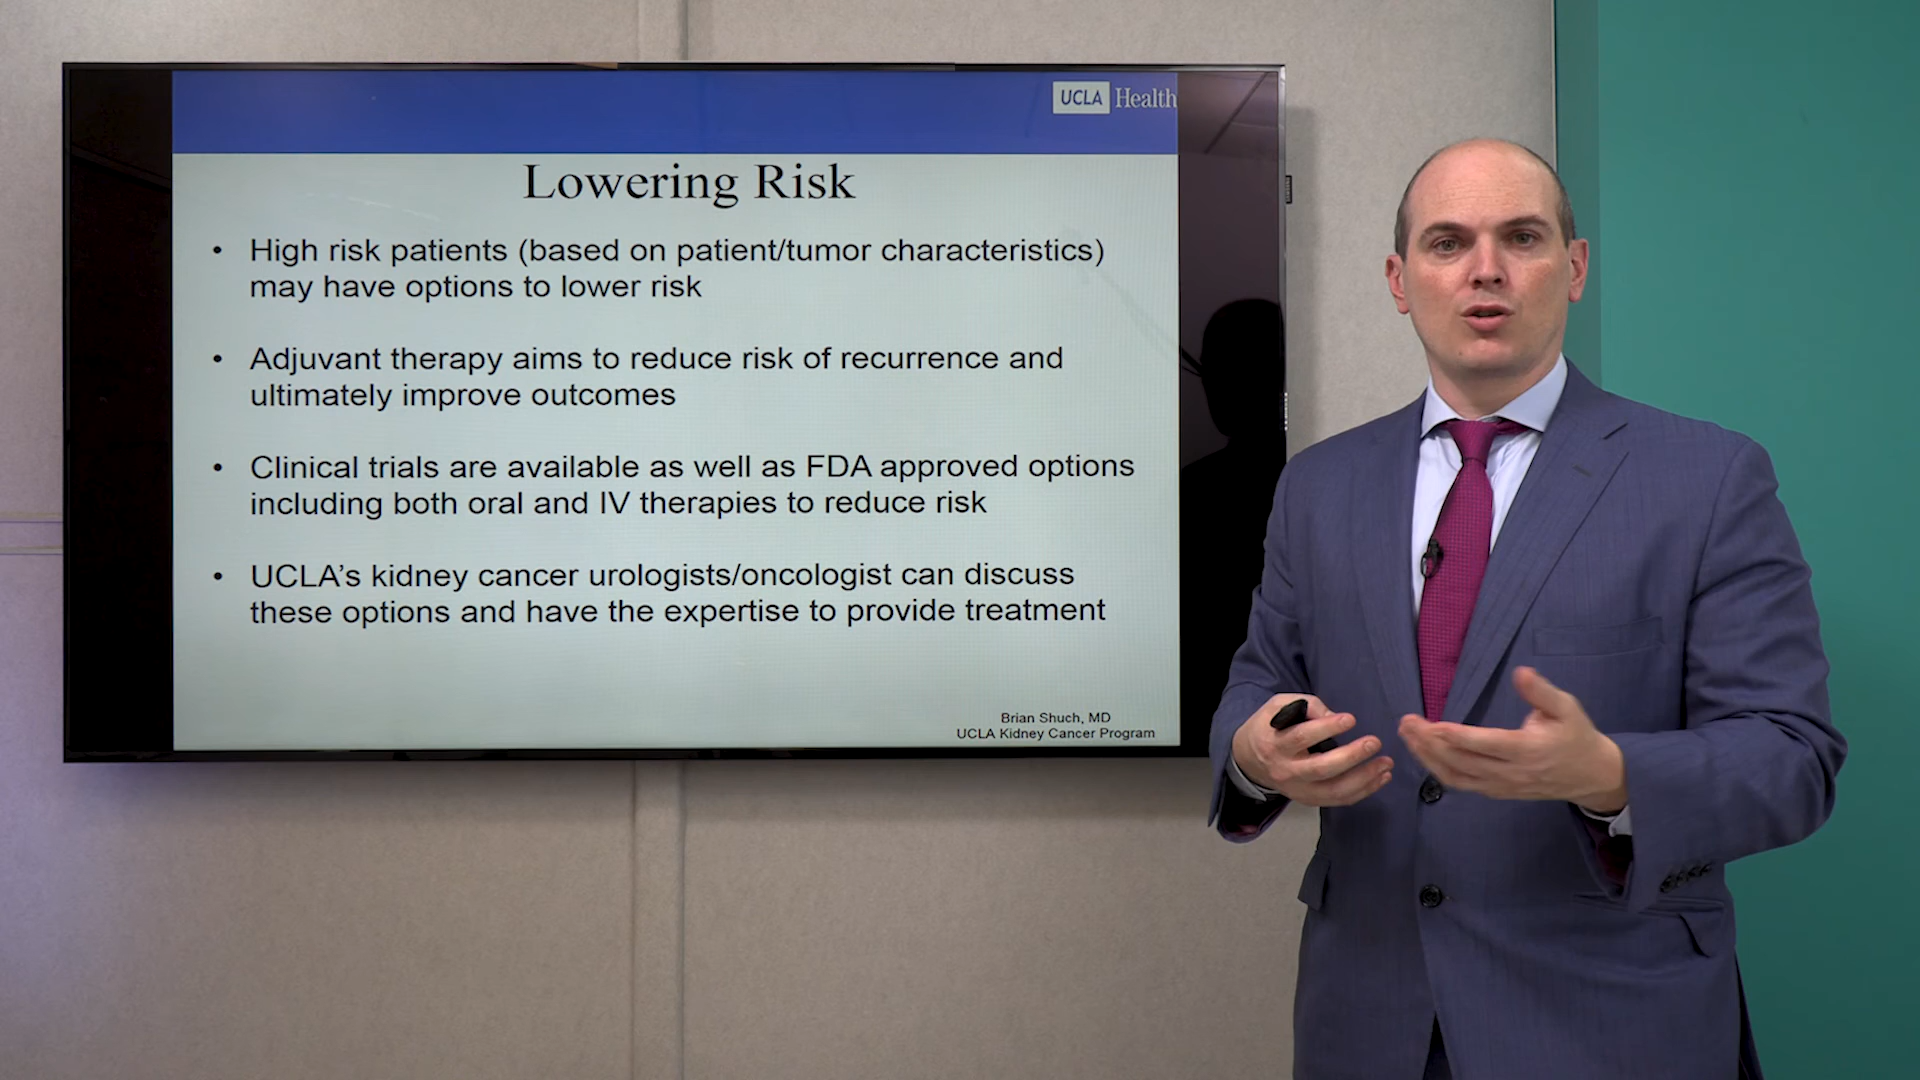 UCLA Health
Lowering Risk
• High risk patients (based on patient/tumor characteristics)
may have options to lower risk
• Adjuvant therapy aims to reduce risk of recurrence and
ultimately improve outcomes
• Clinical trials are available as well as FDA approved options
including both oral and IV therapies to reduce risk
• UCLA’s kidney cancer urologists/oncologist can discuss
these options and have the expertise to provide treatment
Brian Shuch, MD
UCLA Kidney Cancer Program